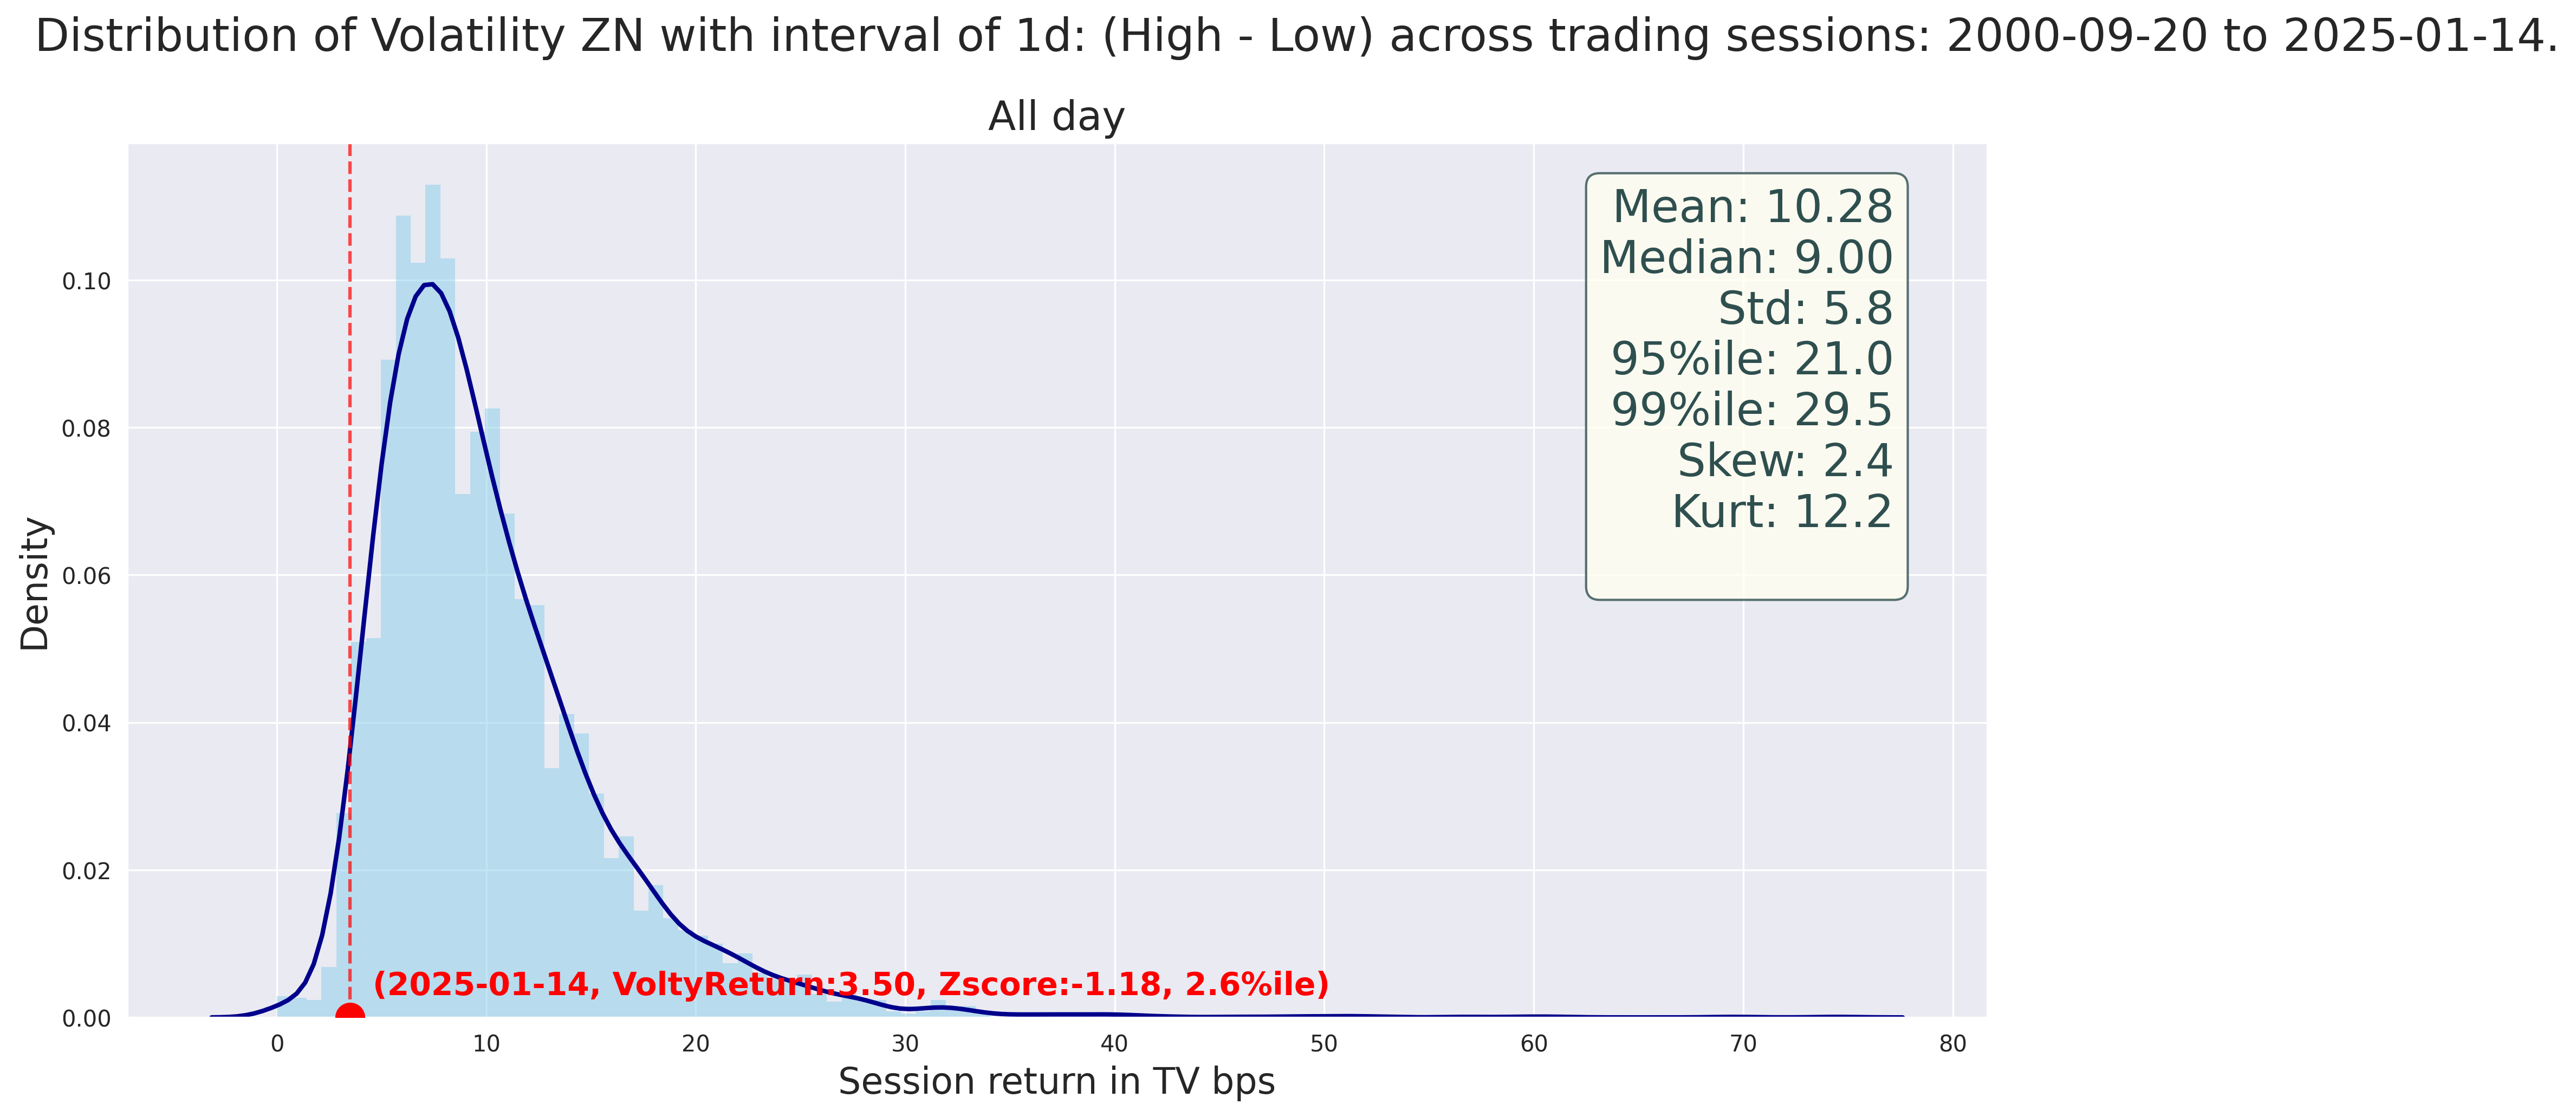 Distribution of Volatility ZN with interval of 1d: (High - Low) across trading sessions: 2000-09-20 to 2025-01-14.
All day
Mean: 10.28
Median: 9.00
Std: 5.8
95%ile: 21.0
99%ile: 29.5
Skew: 2.4
Kurt: 12.2
Density
0.10
0.08
0.06
0.04
0.02
0.00
(2025-01-14, VoltyReturn:3.50, Zscore:-1.18, 2.6%ile)
0 10 20 30 40 50 60 70 80
Session return in TV bps